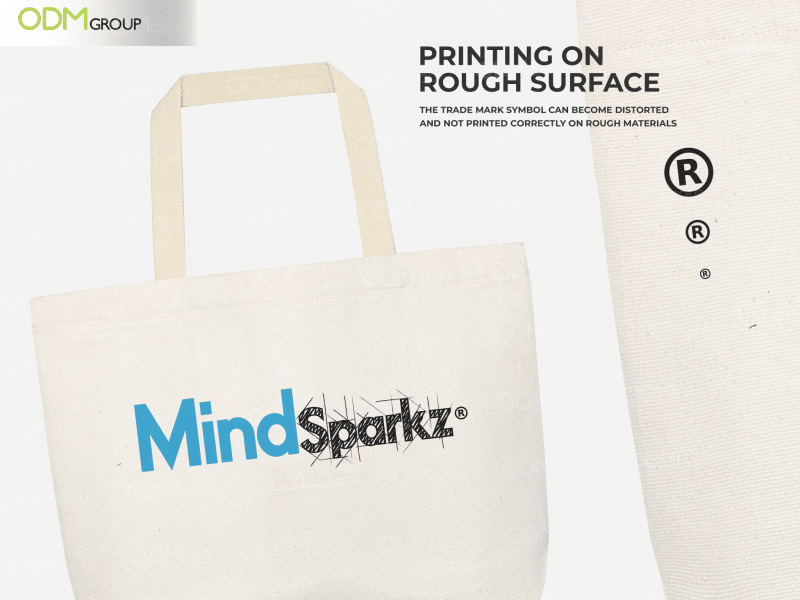 ODMGROUP
PRINTING ON
ROUGH SURFACE
THE TRADE MARK SYMBOL CAN BECOME DISTORTED
AND NOT PRINTED CORRECTLY ON ROUGH MATERIALS
®
®
®
MindSparkz®